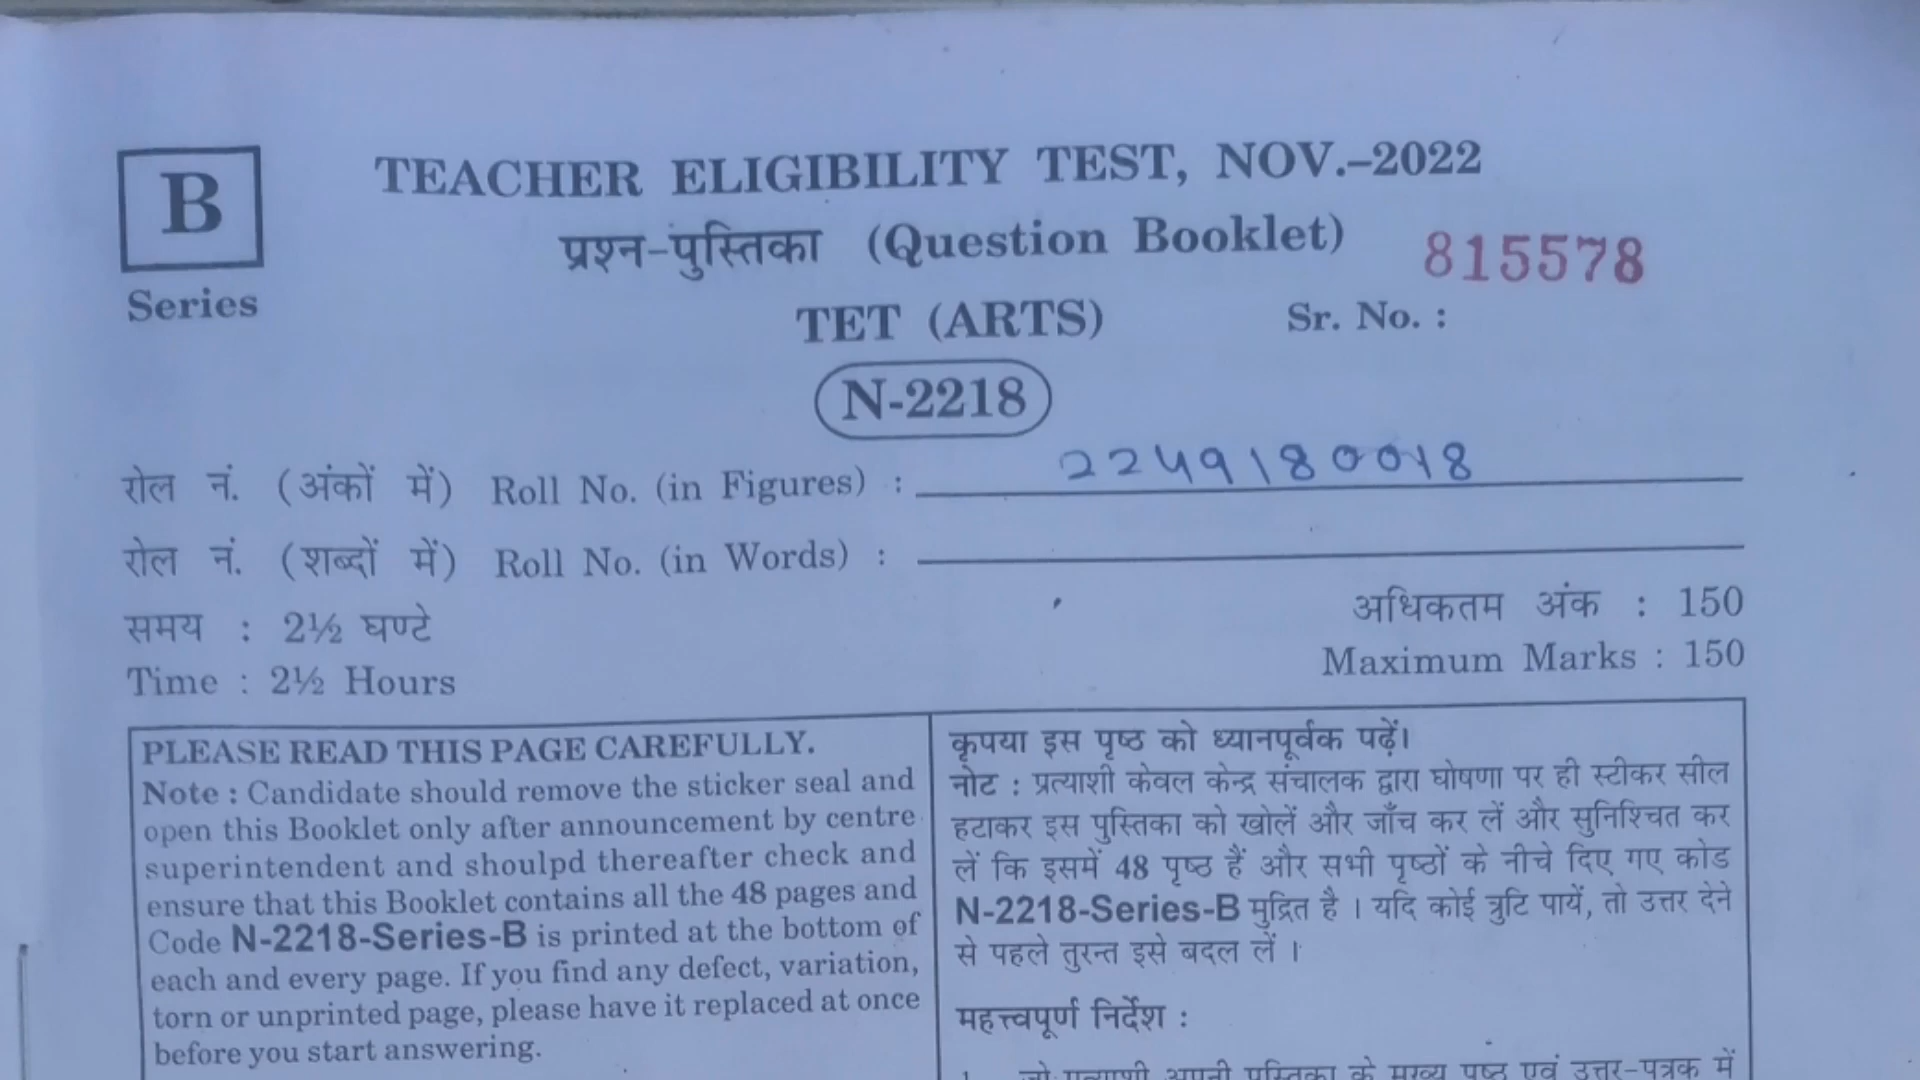 B
Series
TEACHER ELIGIBILITY TEST, NOV.-2022
प्रश्न-पुस्तिका (Question Booklet) 815578
TET (ARTS) Sr. No. :
N-2218
रोल नं. (अंकों में) Roll No. (in Figures) : 2249180018
रोल नं. (शब्दों में) Roll No. (in Words) :
समय : 2½ घण्टे
Time : 2½ Hours
अधिकतम अंक : 150
Maximum Marks : 150
PLEASE READ THIS PAGE CAREFULLY.
Note : Candidate should remove the sticker seal and
open this Booklet only after announcement by centre
superintendent and shoulpd thereafter check and
ensure that this Booklet contains all the 48 pages and
Code N-2218-Series-B is printed at the bottom of
each and every page. If you find any defect, variation,
torn or unprinted page, please have it replaced at once
before you start answering.
कृपया इस पृष्ठ को ध्यानपूर्वक पढ़ें।
नोट : प्रत्याशी केवल केन्द्र संचालक द्वारा घोषणा पर ही स्टीकर सील
हटाकर इस पुस्तिका को खोलें और जाँच कर लें और सुनिश्चित कर
लें कि इसमें 48 पृष्ठ हैं और सभी पृष्ठों के नीचे दिए गए कोड
N-2218-Series-B मुद्रित है । यदि कोई त्रुटि पायें, तो उत्तर देने
से पहले तुरन्त इसे बदल लें ।
महत्त्वपूर्ण निर्देश :
जो प्रत्याशी अपनी पुस्तिका के मुख्य पृष्ठ एवं उत्तर-पत्रक में